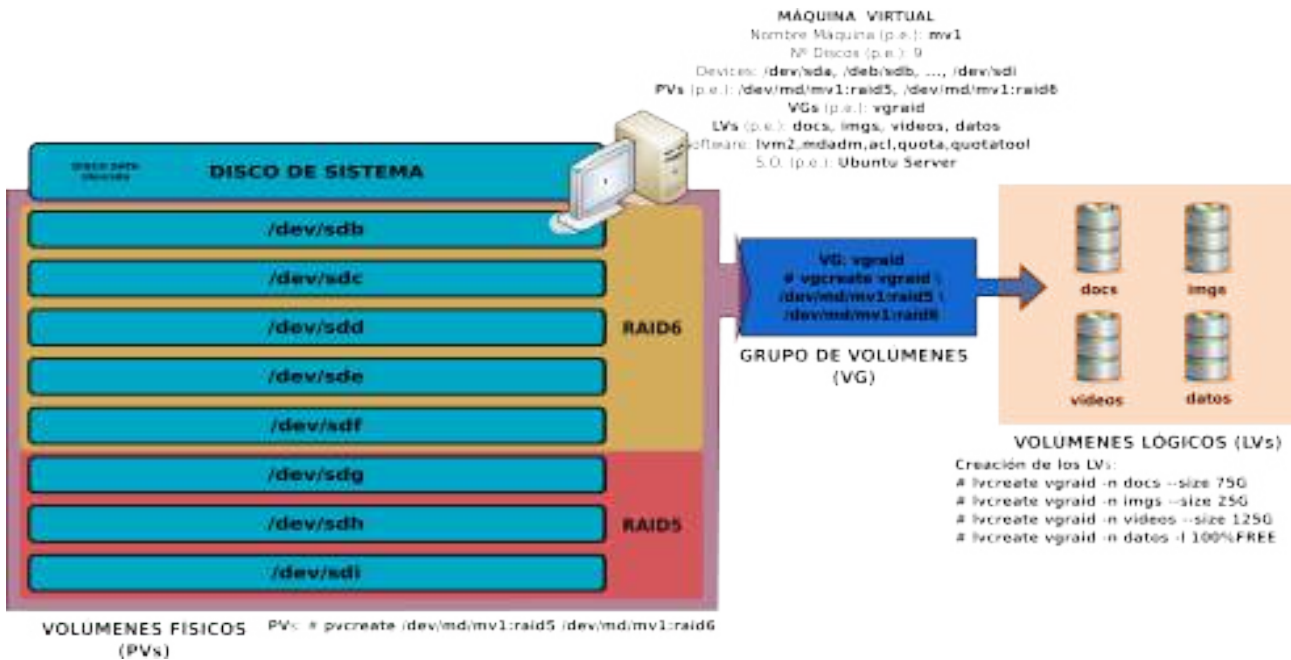 MÁQUINA VIRTUAL
Nombre Máquina (p.e.): mv1
Nº Discos (p.e.): 9
Devices: /dev/sda, /deb/sdb, ..., /dev/sdi
PVs (p.e.): /dev/md/mv1:raid5, /dev/md/mv1:raid6
VGs (p.e.): vgraid
LVs (p.e.): docs, imgs, videos, datos
oftware: lvm2,mdadm,acl,quota,quotatool
S.O. (p.e.): Ubuntu Server
DISCO DE SISTEMA
/dev/sdb
/dev/sdc
/dev/sdd
/dev/sde
/dev/sdf
RAID6
/dev/sdg
/dev/sdh
/dev/sdi
RAID5
VOLUMENES FISICOS
(PVs)
PVs: # pvcreate /dev/md/mv1:raid5 /dev/md/mv1:raid6
VG: vgraid
# vgcreate vgraid \
/dev/md/mv1:raid5 \
/dev/md/mv1:raid6
GRUPO DE VOLÚMENES
(VG)
docs
imgs
videos
datos
VOLÚMENES LÓGICOS (LVs)
Creación de los LVs:
# lvcreate vgraid -n docs --size 75G
# lvcreate vgraid -n imgs --size 25G
# lvcreate vgraid -n videos --size 125G
# lvcreate vgraid -n datos -l 100%FREE